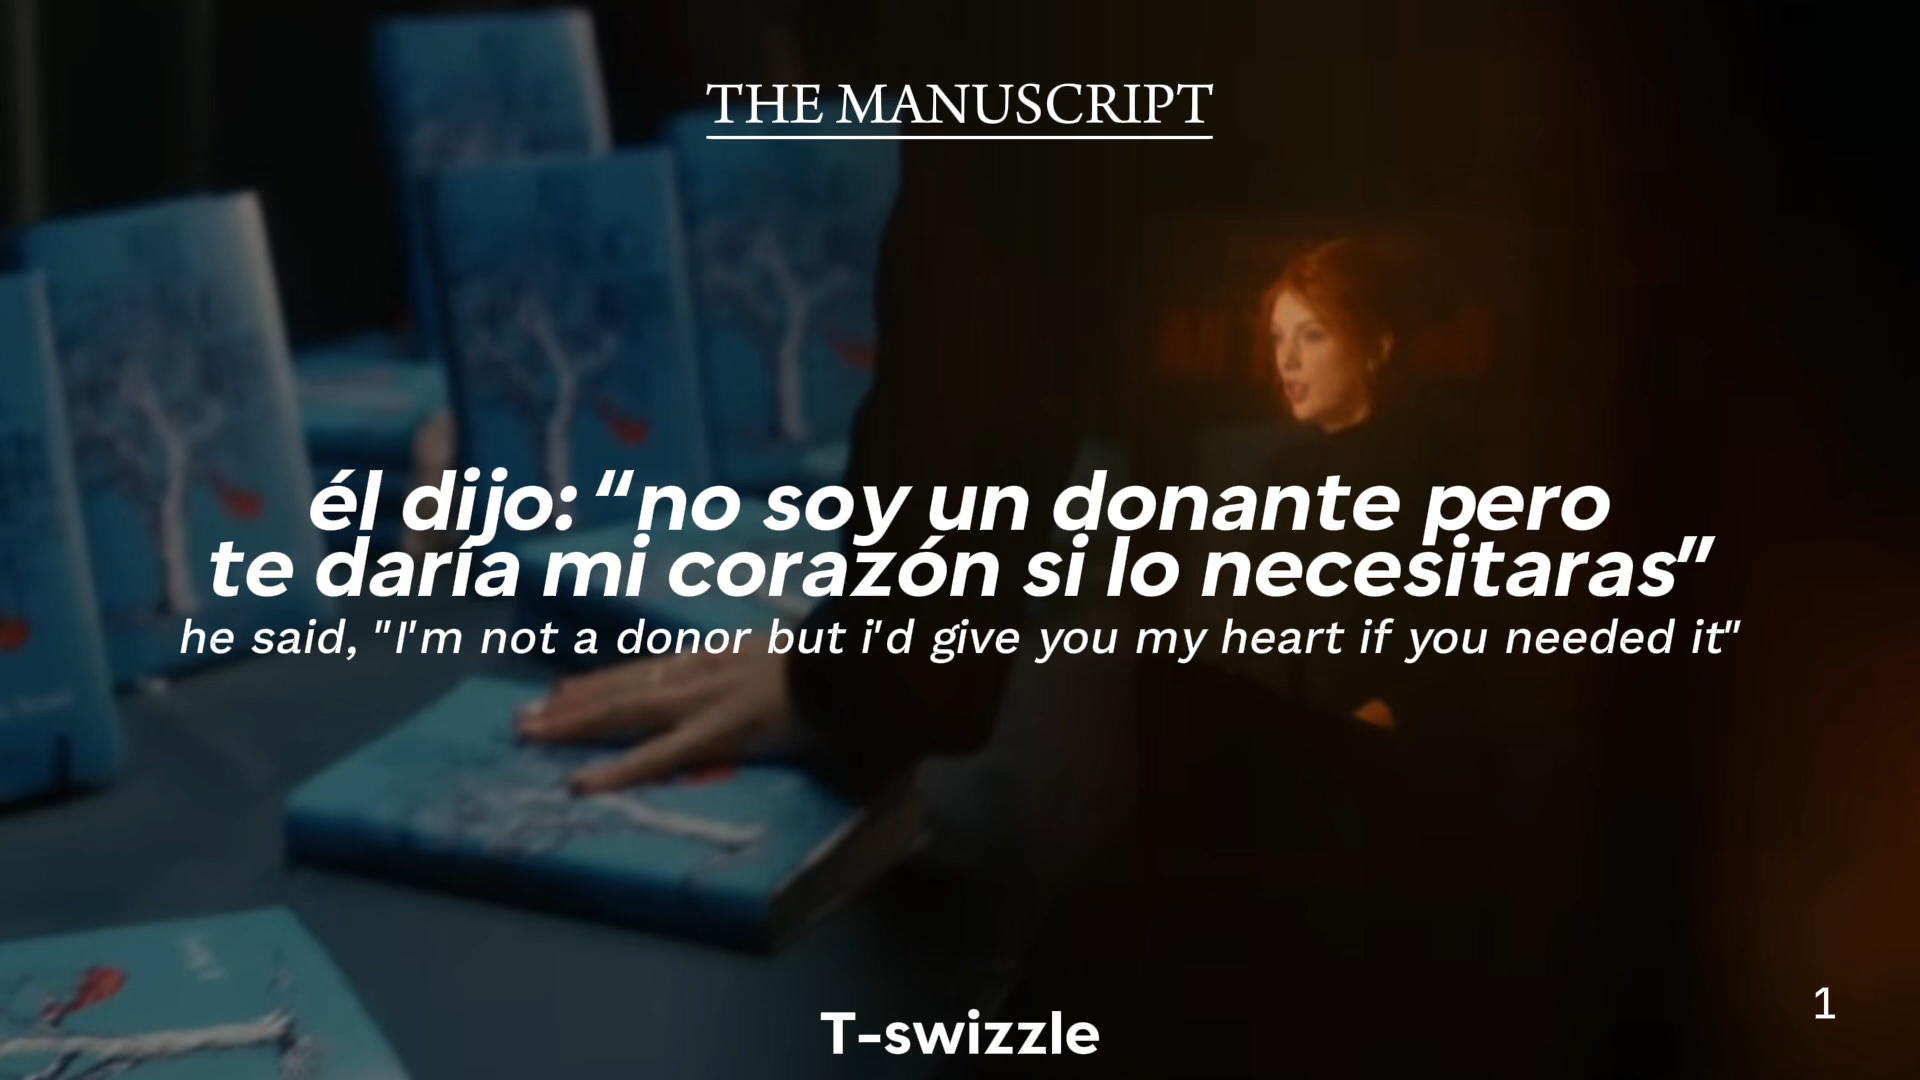 THE MANUSCRIPT
él dijo: “no soy un donante pero
te daría mi corazón si lo necesitaras”
he said, "I'm not a donor but i'd give you my heart if you needed it"
T-swizzle
1